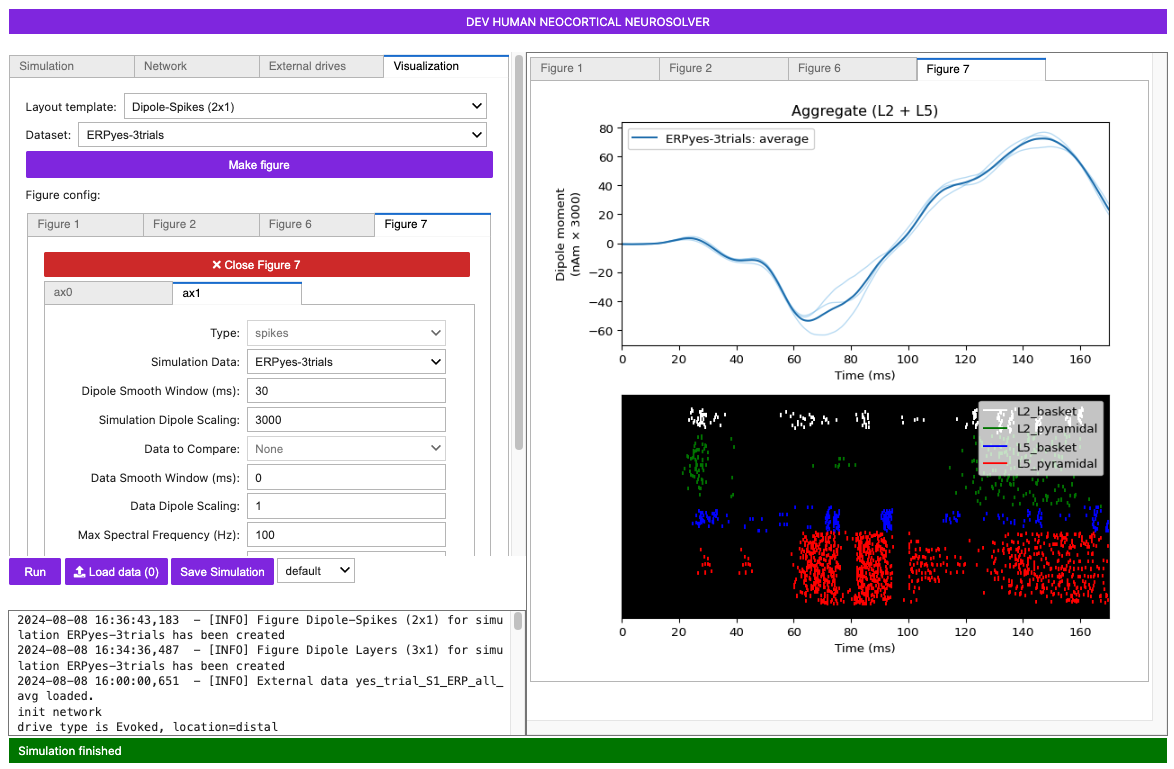 DEV HUMAN NEOCORTICAL NEUROSOLVER
Simulation
Network
External drives
Visualization
Layout template:
Dipole-Spikes (2x1)
Dataset:
ERPyes-3trials
Make figure
Figure config:
Figure 1
Figure 2
Figure 6
Figure 7
Close Figure 7
ax0
ax1
Type:
spikes
Simulation Data:
ERPyes-3trials
Dipole Smooth Window (ms):
30
Simulation Dipole Scaling:
3000
Data to Compare:
None
Data Smooth Window (ms):
0
Data Dipole Scaling:
1
Max Spectral Frequency (Hz):
100
Run
Load data (0)
Save Simulation
default
2024-08-08 16:36:43,183 - [INFO] Figure Dipole-Spikes (2x1) for simu
lation ERPyes-3trials has been created
2024-08-08 16:34:36,487 - [INFO] Figure Dipole Layers (3x1) for simu
lation ERPyes-3trials has been created
2024-08-08 16:00:00,651 - [INFO] External data yes_trial_S1_ERP_all_
avg loaded.
init network
drive type is Evoked, location=distal
Simulation finished
Figure 1
Figure 2
Figure 6
Figure 7
Aggregate (L2 + L5)
ERPyes-3trials: average
Dipole moment
(nAm × 3000)
80
60
40
20
0
−20
−40
−60
0 20 40 60 80 100 120 140 160
Time (ms)
L2_basket
L2_pyramidal
L5_basket
L5_pyramidal
0 20 40 60 80 100 120 140 160
Time (ms)